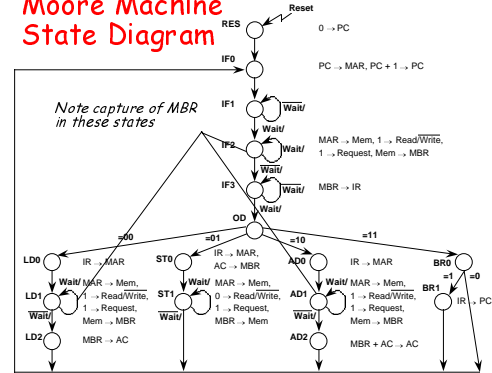 Moore Machine
State Diagram
Reset
RES
0 → PC
IF0
PC → MAR, PC + 1 → PC
IF1
Wait/
Wait/
Note capture of MBR
in these states
IF2
Wait/
MAR → Mem, 1 → Read/Write,
1 → Request, Mem → MBR
Wait/
IF3
Wait/
MBR → IR
Wait/
OD
=00
=01
=10
=11
LD0
IR → MAR
ST0
IR → MAR,
AC → MBR
AD0
IR → MAR
BR0
=1
=0
Wait/
MAR → Mem,
LD1
Wait/
1 → Read/Write,
1 → Request,
Mem → MBR
Wait/
LD2
MBR → AC
Wait/
MAR → Mem,
ST1
Wait/
0 → Read/Write,
1 → Request,
MBR → Mem
Wait/
Wait/
MAR → Mem,
AD1
Wait/
1 → Read/Write,
1 → Request,
Mem → MBR
Wait/
AD2
MBR + AC → AC
BR1
IR → PC